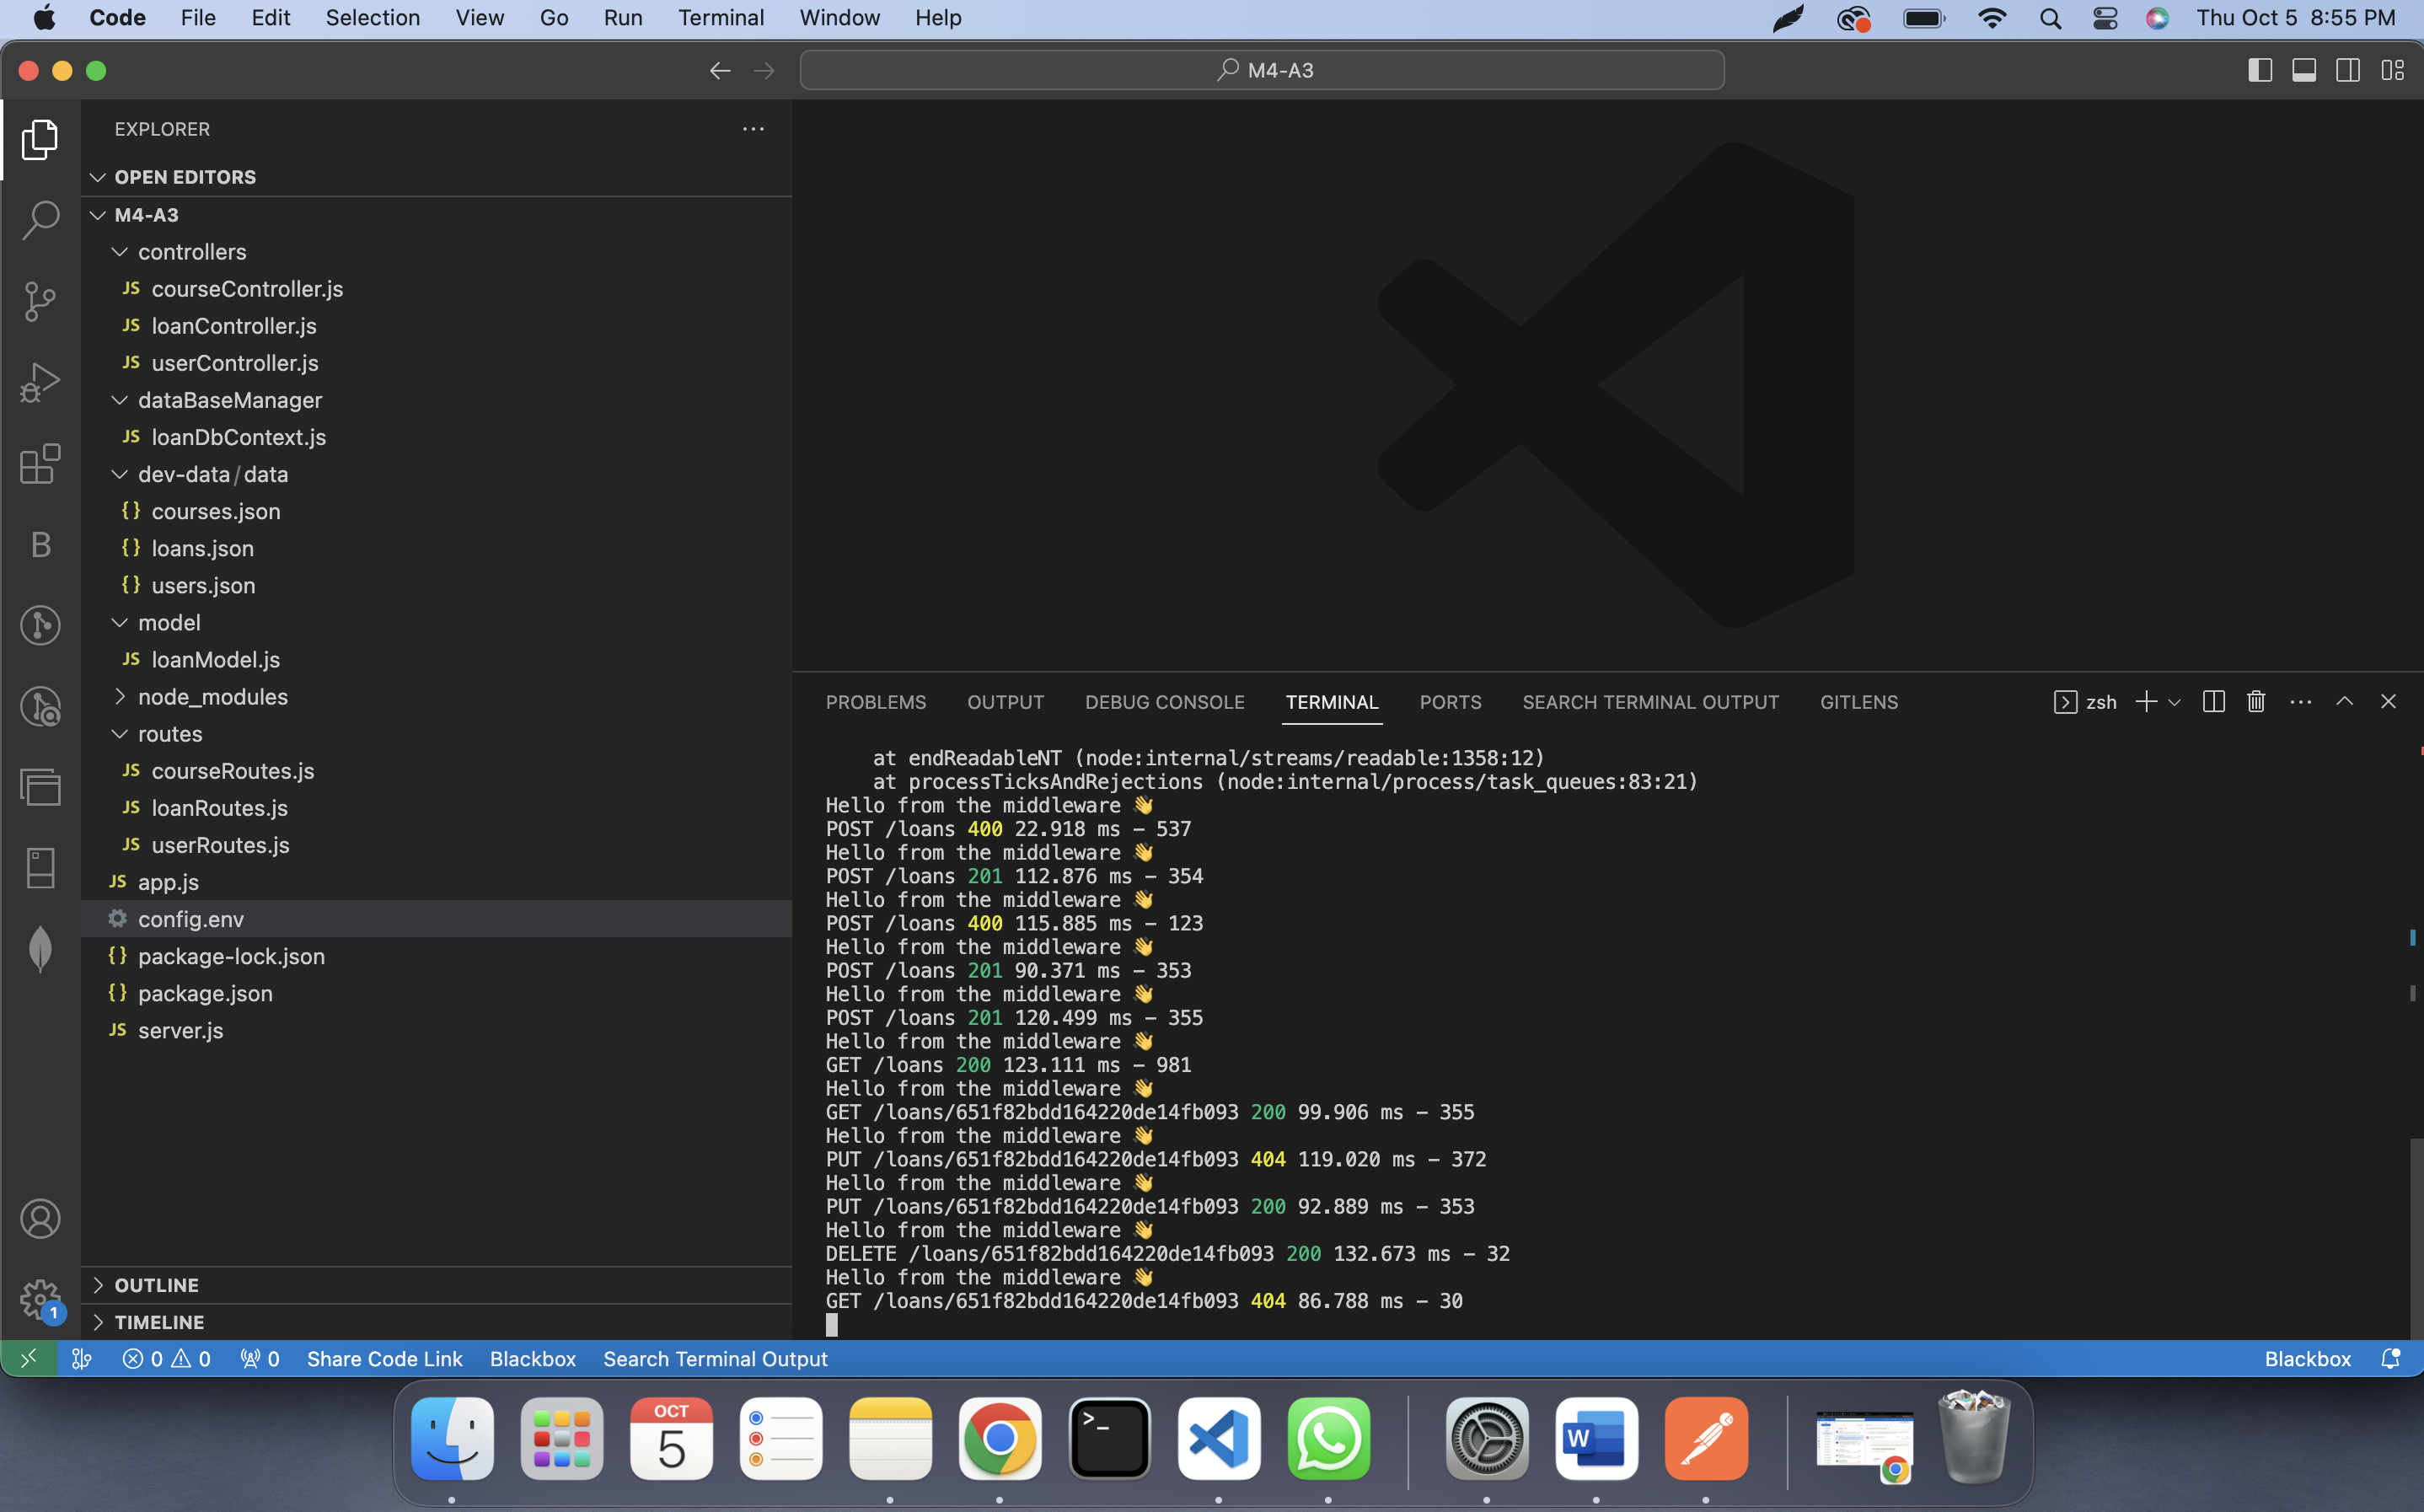 Code File Edit Selection View Go Run Terminal Window Help Thu Oct 5 8:55 PM
M4-A3
EXPLORER
OPEN EDITORS
M4-A3
controllers
JS courseController.js
JS loanController.js
JS userController.js
dataBaseManager
JS loanDbContext.js
dev-data/data
{} courses.json
{} loans.json
{} users.json
model
JS loanModel.js
node_modules
routes
JS courseRoutes.js
JS loanRoutes.js
JS userRoutes.js
JS app.js
config.env
{} package-lock.json
{} package.json
JS server.js
OUTLINE
TIMELINE
B
1
PROBLEMS OUTPUT DEBUG CONSOLE TERMINAL PORTS SEARCH TERMINAL OUTPUT GITLENS zsh
at endReadableNT (node:internal/streams/readable:1358:12)
at processTicksAndRejections (node:internal/process/task_queues:83:21)
Hello from the middleware 👋
POST /loans 400 22.918 ms - 537
Hello from the middleware 👋
POST /loans 201 112.876 ms - 354
Hello from the middleware 👋
POST /loans 400 115.885 ms - 123
Hello from the middleware 👋
POST /loans 201 90.371 ms - 353
Hello from the middleware 👋
POST /loans 201 120.499 ms - 355
Hello from the middleware 👋
GET /loans 200 123.111 ms - 981
Hello from the middleware 👋
GET /loans/651f82bdd164220de14fb093 200 99.906 ms - 355
Hello from the middleware 👋
PUT /loans/651f82bdd164220de14fb093 404 119.020 ms - 372
Hello from the middleware 👋
PUT /loans/651f82bdd164220de14fb093 200 92.889 ms - 353
Hello from the middleware 👋
DELETE /loans/651f82bdd164220de14fb093 200 132.673 ms - 32
Hello from the middleware 👋
GET /loans/651f82bdd164220de14fb093 404 86.788 ms - 30
0 0 0 Share Code Link Blackbox Search Terminal Output Blackbox
OCT
5
>_
W